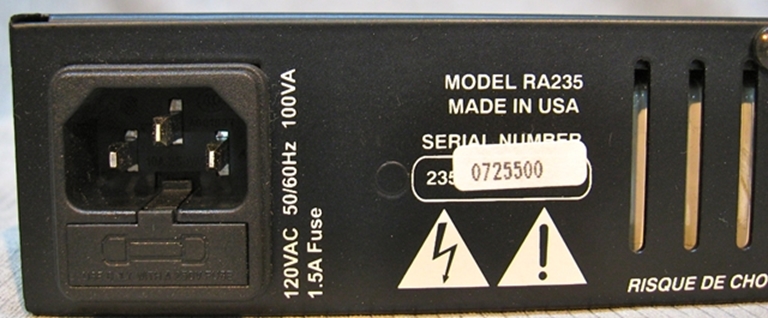 120VAC 50/60Hz 100VA
1.5A Fuse
MODEL RA235
MADE IN USA
SERIAL NUMBER
235
0725500
RISQUE DE CHO